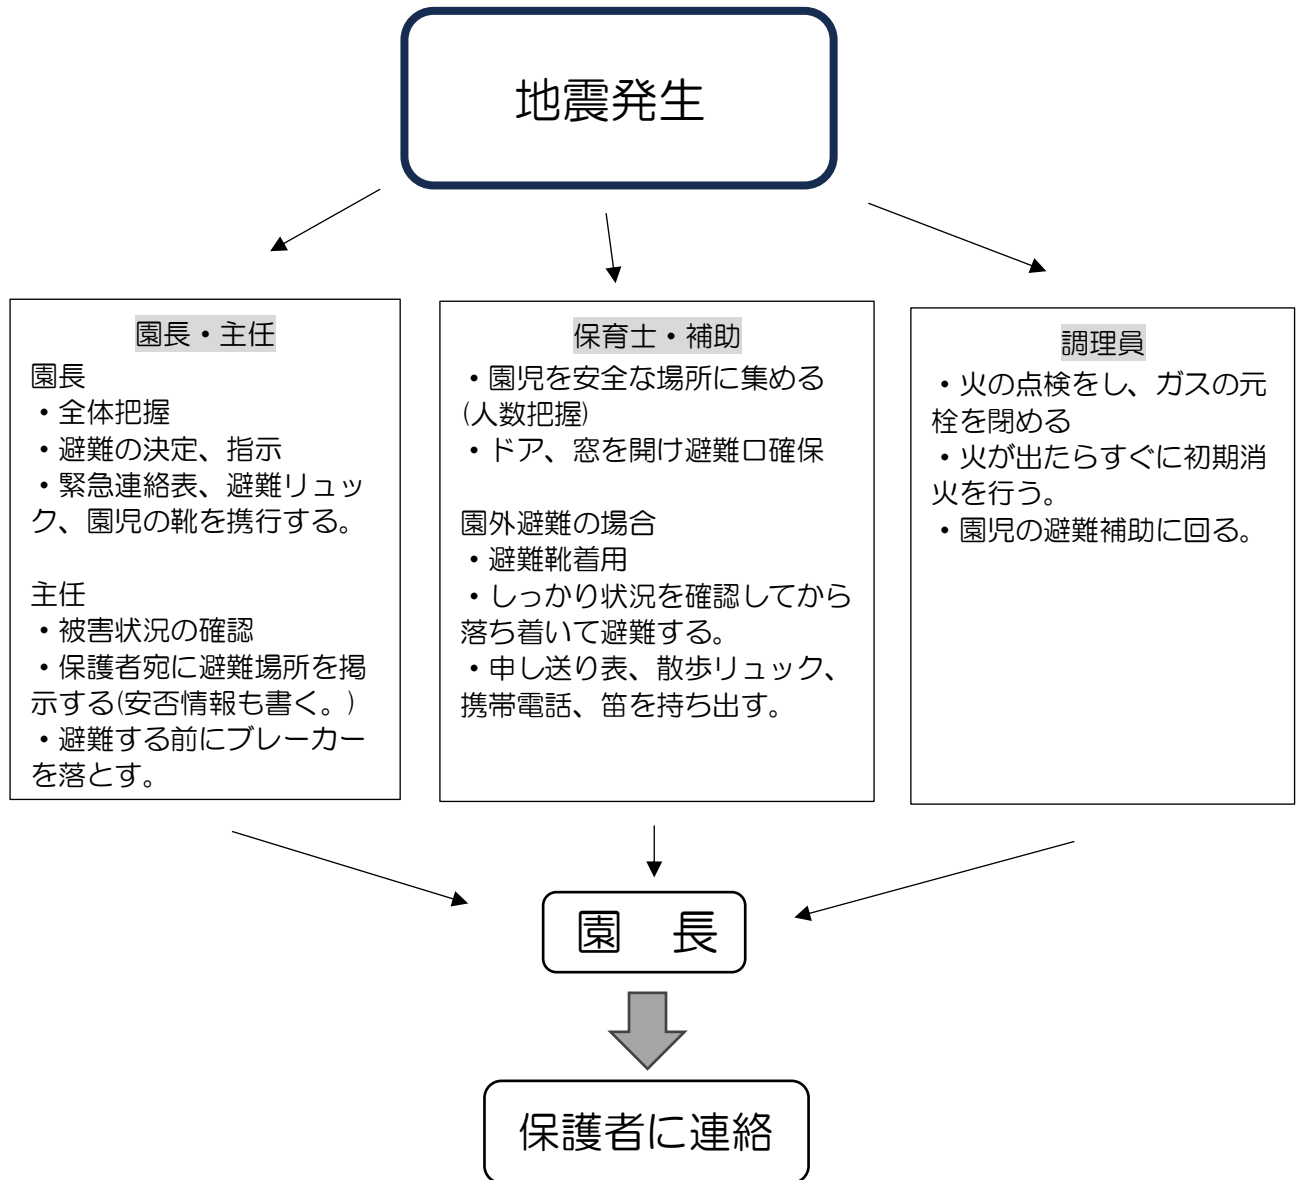 地震発生
園長・主任
園長
・全体把握
・避難の決定、指示
・緊急連絡表、避難リュッ
ク、園児の靴を携行する。
主任
・被害状況の確認
・保護者宛に避難場所を掲
示する(安否情報も書く。)
・避難する前にブレーカー
を落とす。
保育士・補助
・園児を安全な場所に集める
(人数把握)
・ドア、窓を開け避難口確保
園外避難の場合
・避難靴着用
・しっかり状況を確認してから
落ち着いて避難する。
・申し送り表、散歩リュック、
携帯電話、笛を持ち出す。
調理員
・火の点検をし、ガスの元
栓を閉める
・火が出たらすぐに初期消
火を行う。
・園児の避難補助に回る。
園　長
保護者に連絡